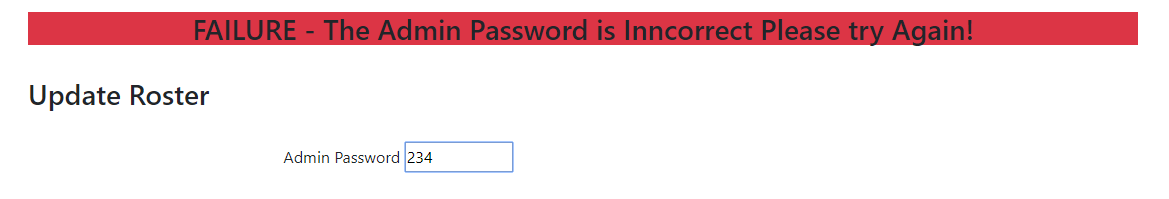 FAILURE - The Admin Password is Inncorrect Please try Again!
Update Roster
Admin Password 234